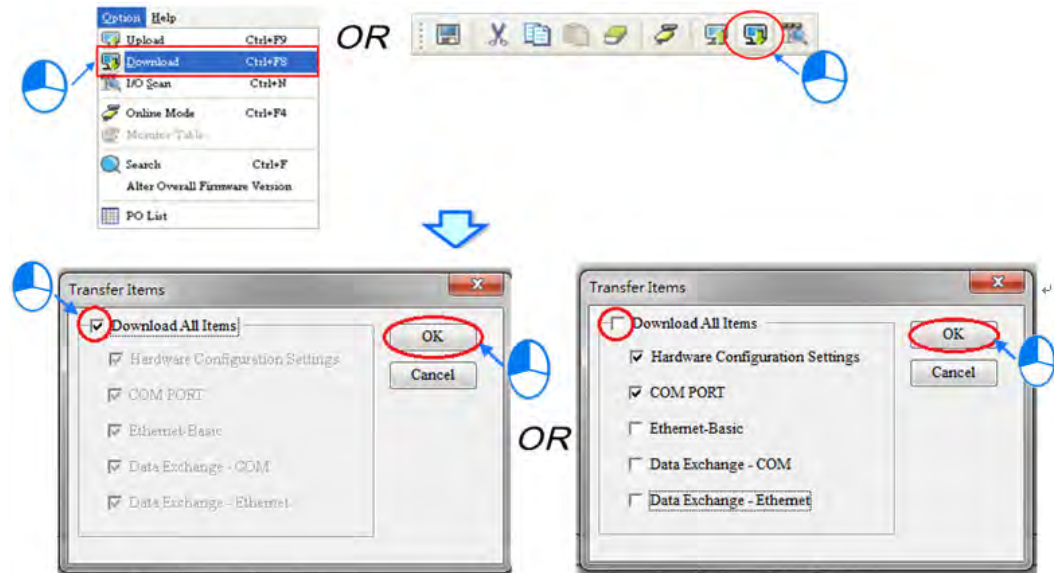 Option Help
Upload Ctrl+F9
Download Ctrl+F8
I/O Scan Ctrl+N
Online Mode Ctrl+F4
Monitor Table
Search Ctrl+F
Alter Overall Firmware Version
PO List
OR
Transfer Items
Download All Items
Hardware Configuration Settings
COM PORT
Ethernet-Basic
Data Exchange - COM
Data Exchange - Ethernet
OK
Cancel
OR
Transfer Items
Download All Items
Hardware Configuration Settings
COM PORT
Ethernet-Basic
Data Exchange - COM
Data Exchange - Ethernet
OK
Cancel